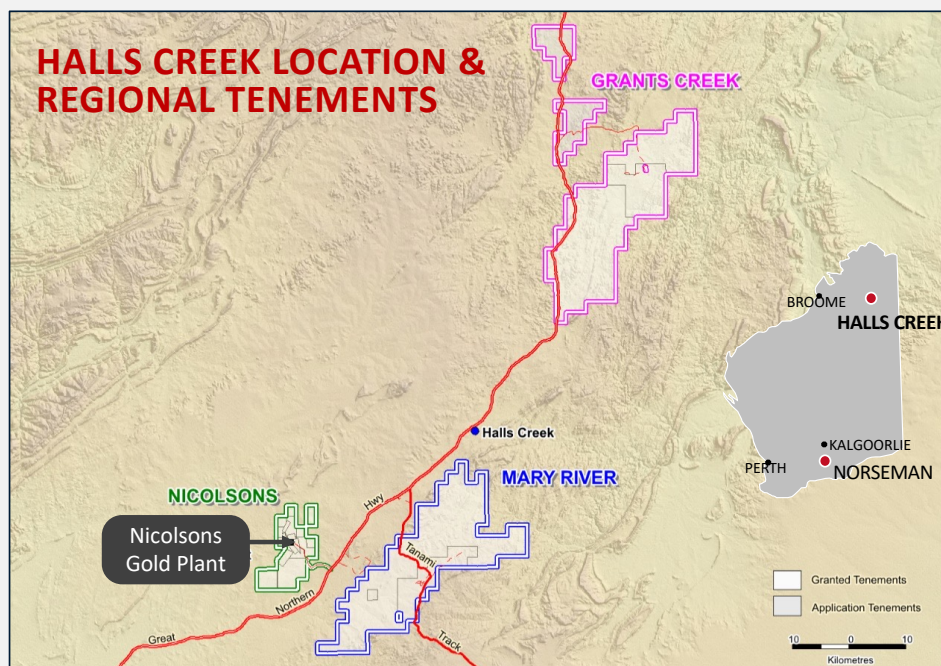 HALLS CREEK LOCATION &
REGIONAL TENEMENTS
GRANTS CREEK
BROOME
HALLS CREEK
Halls Creek
KALGOORLIE
PERTH
NORSEMAN
MARY RIVER
NICOLSONS
Nicolsons
Gold Plant
Hwy
Tanami
Northern
Great
Track
Granted Tenements
Application Tenements
10 0 10
Kilometres